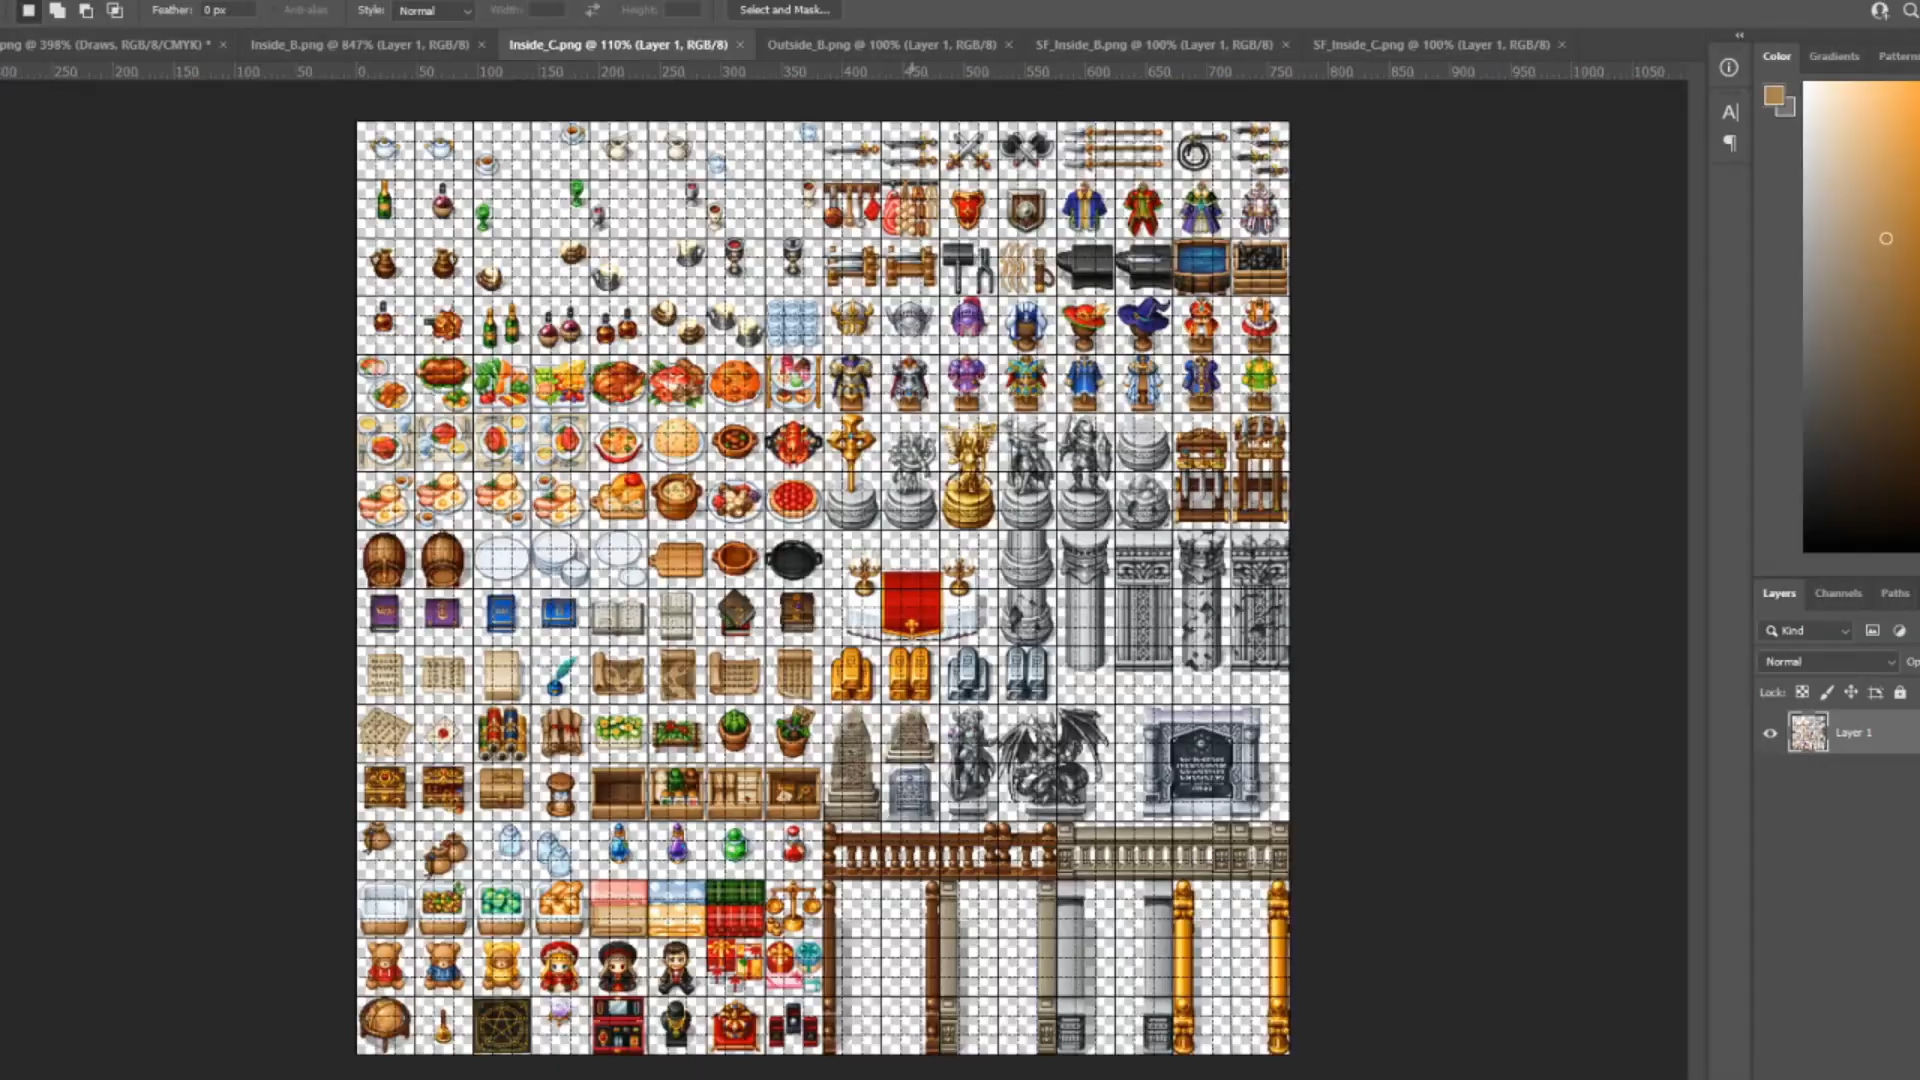 Feather: 0 px Anti-alias Style: Normal Width: Height: Select and Mask...
png @ 398% (Draws, RGB/8/CMYK) * × Inside_B.png @ 847% (Layer 1, RGB/8) × Inside_C.png @ 110% (Layer 1, RGB/8) × Outside_B.png @ 100% (Layer 1, RGB/8) × SF_Inside_B.png @ 100% (Layer 1, RGB/8) × SF_Inside_C.png @ 100% (Layer 1, RGB/8) ×
00 250 200 150 100 50 0 50 100 150 200 250 300 350 400 450 500 550 600 650 700 750 800 850 900 950 1000 1050
Color Gradients Patterns
Layers Channels Paths
Kind
Normal Op
Lock:
Layer 1